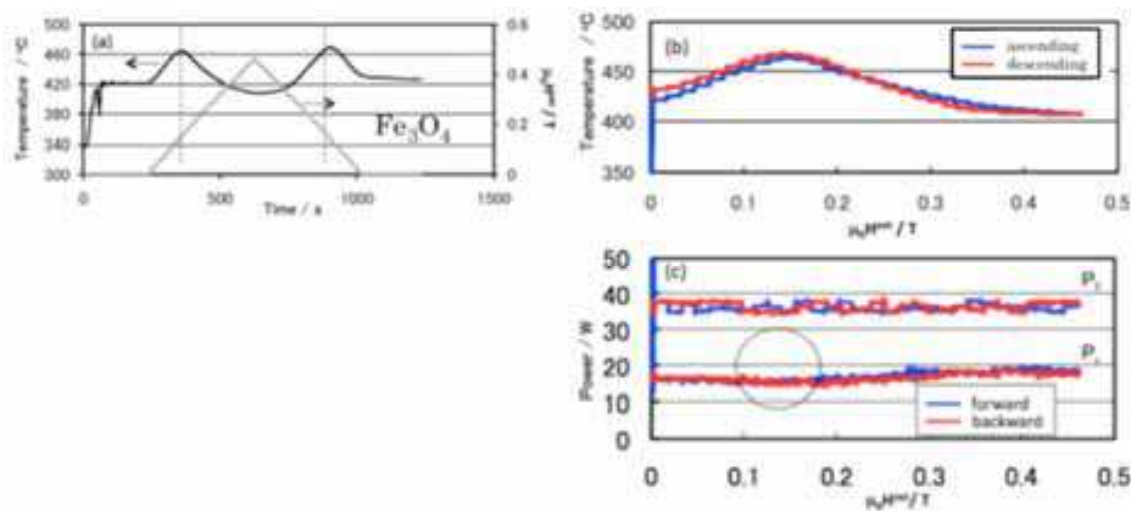 (a)
Temperature / °C
500
460
420
380
340
300
0.6
0.4
0.2
0
Fe₃O₄
0
500
1000
1500
Time / s
(b)
Temperature / °C
500
450
400
350
ascending
descending
0
0.1
0.2
0.3
0.4
0.5
/ T
(c)
Power / W
50
40
30
20
10
0
P
P
forward
backward
0
0.1
0.2
0.3
0.4
0.5
/ T